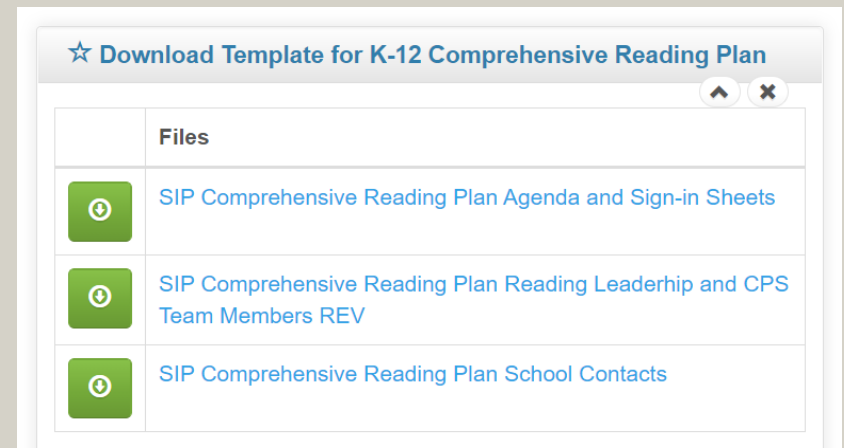 Download Template for K-12 Comprehensive Reading Plan
Files
SIP Comprehensive Reading Plan Agenda and Sign-in Sheets
SIP Comprehensive Reading Plan Reading Leaderhip and CPS
Team Members REV
SIP Comprehensive Reading Plan School Contacts